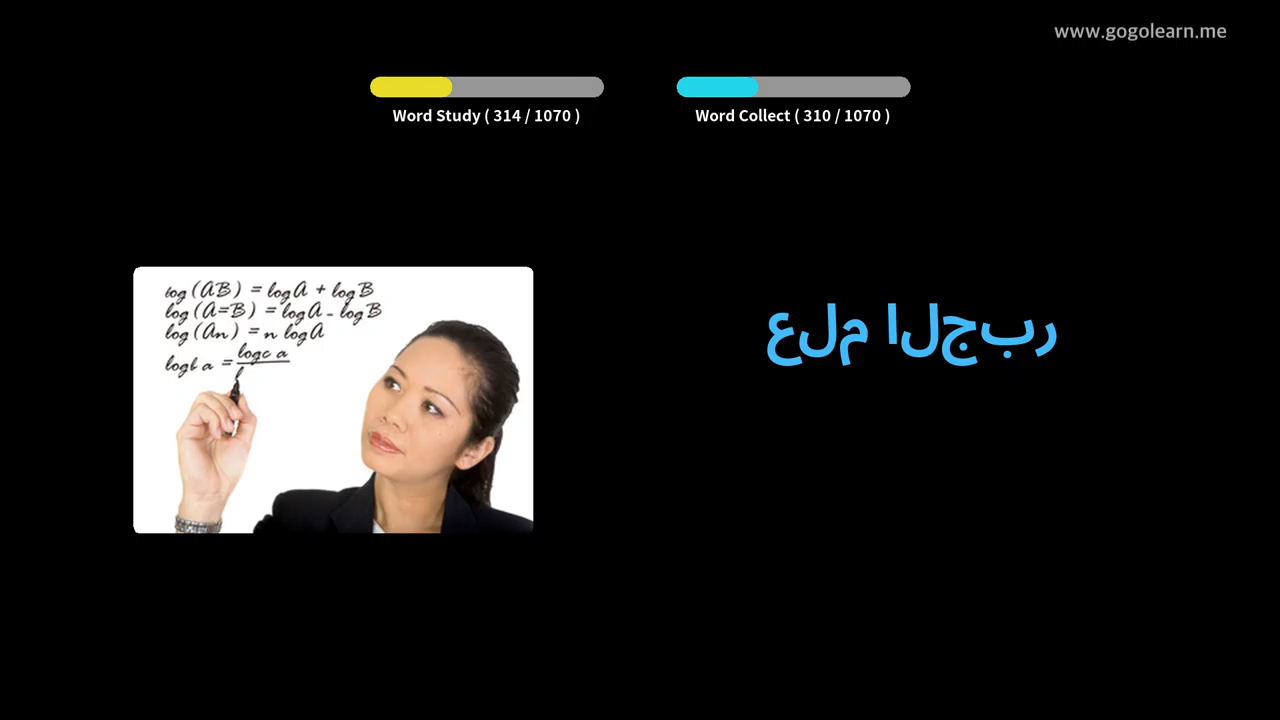 www.gogolearn.me
Word Study ( 314 / 1070 )
Word Collect ( 310 / 1070 )
log (AB) = logA + logB
log (A=B) = logA - logB
log (An) = n logA
logb a = logc a
علم الجبر